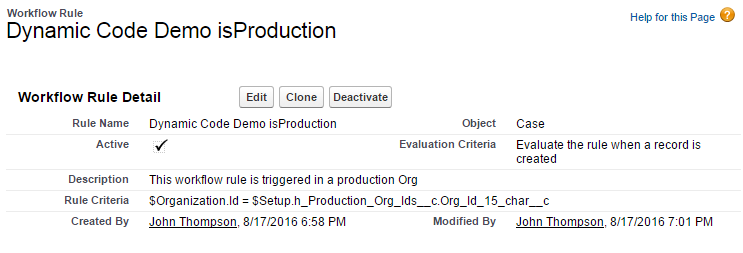 Workflow Rule
Dynamic Code Demo isProduction
Help for this Page ?
Workflow Rule Detail
Edit Clone Deactivate
Rule Name Dynamic Code Demo isProduction Object Case
Active Evaluation Criteria Evaluate the rule when a record is
created
Description This workflow rule is triggered in a production Org
Rule Criteria $Organization.Id = $Setup.h_Production_Org_Ids__c.Org_Id_15_char__c
Created By John Thompson, 8/17/2016 6:58 PM Modified By John Thompson, 8/17/2016 7:01 PM